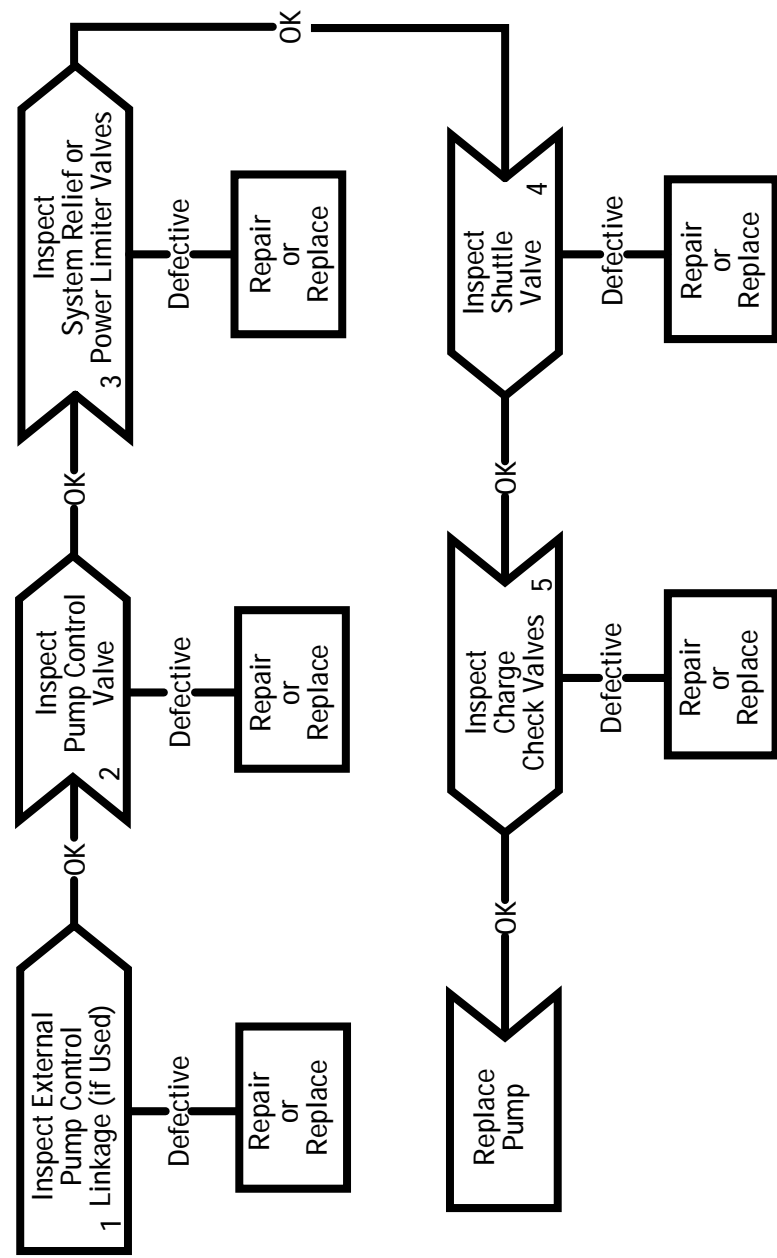 Inspect External
Pump Control
Linkage (if Used)
1
Defective
Repair
or
Replace
OK
Inspect
Pump Control
Valve
2
Defective
Repair
or
Replace
OK
Inspect
System Relief or
Power Limiter Valves
3
Defective
Repair
or
Replace
OK
Inspect
Shuttle
Valve
4
Defective
Repair
or
Replace
OK
Inspect
Charge
Check Valves
5
Defective
Repair
or
Replace
OK
Replace
Pump